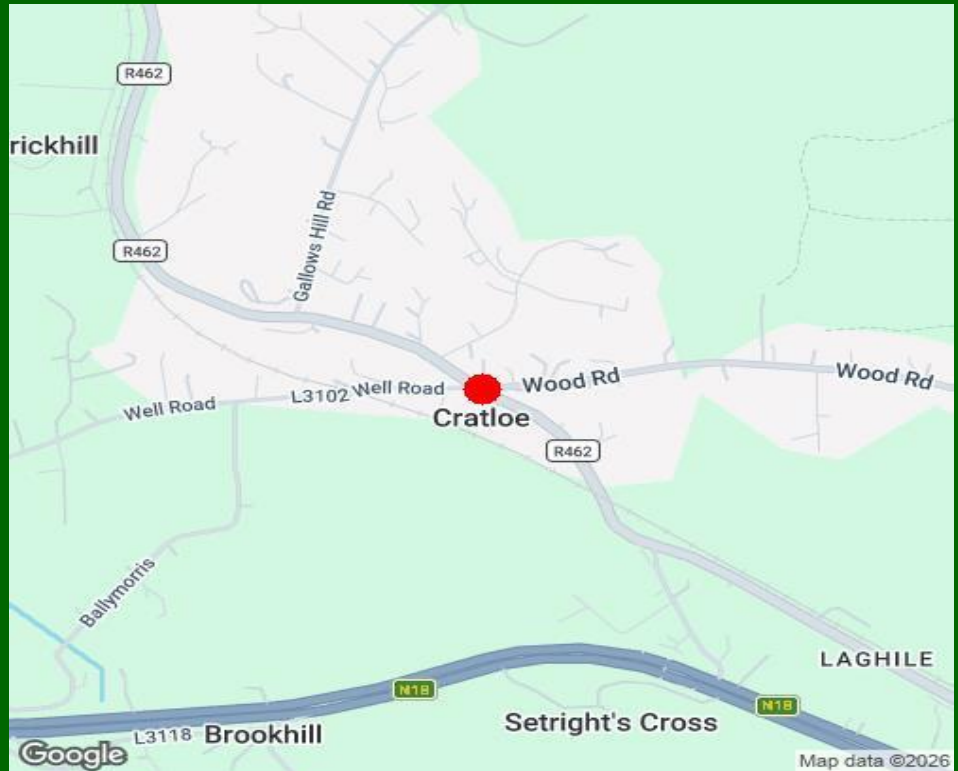 R462
rickhill
R462
Gallows Hill Rd
Well Road
L3102
Well Road
Wood Rd
Wood Rd
Cratloe
R462
Ballymorris
LAGHILE
N18
N18
Setright's Cross
L3118
Brookhill
Google
Map data ©2026